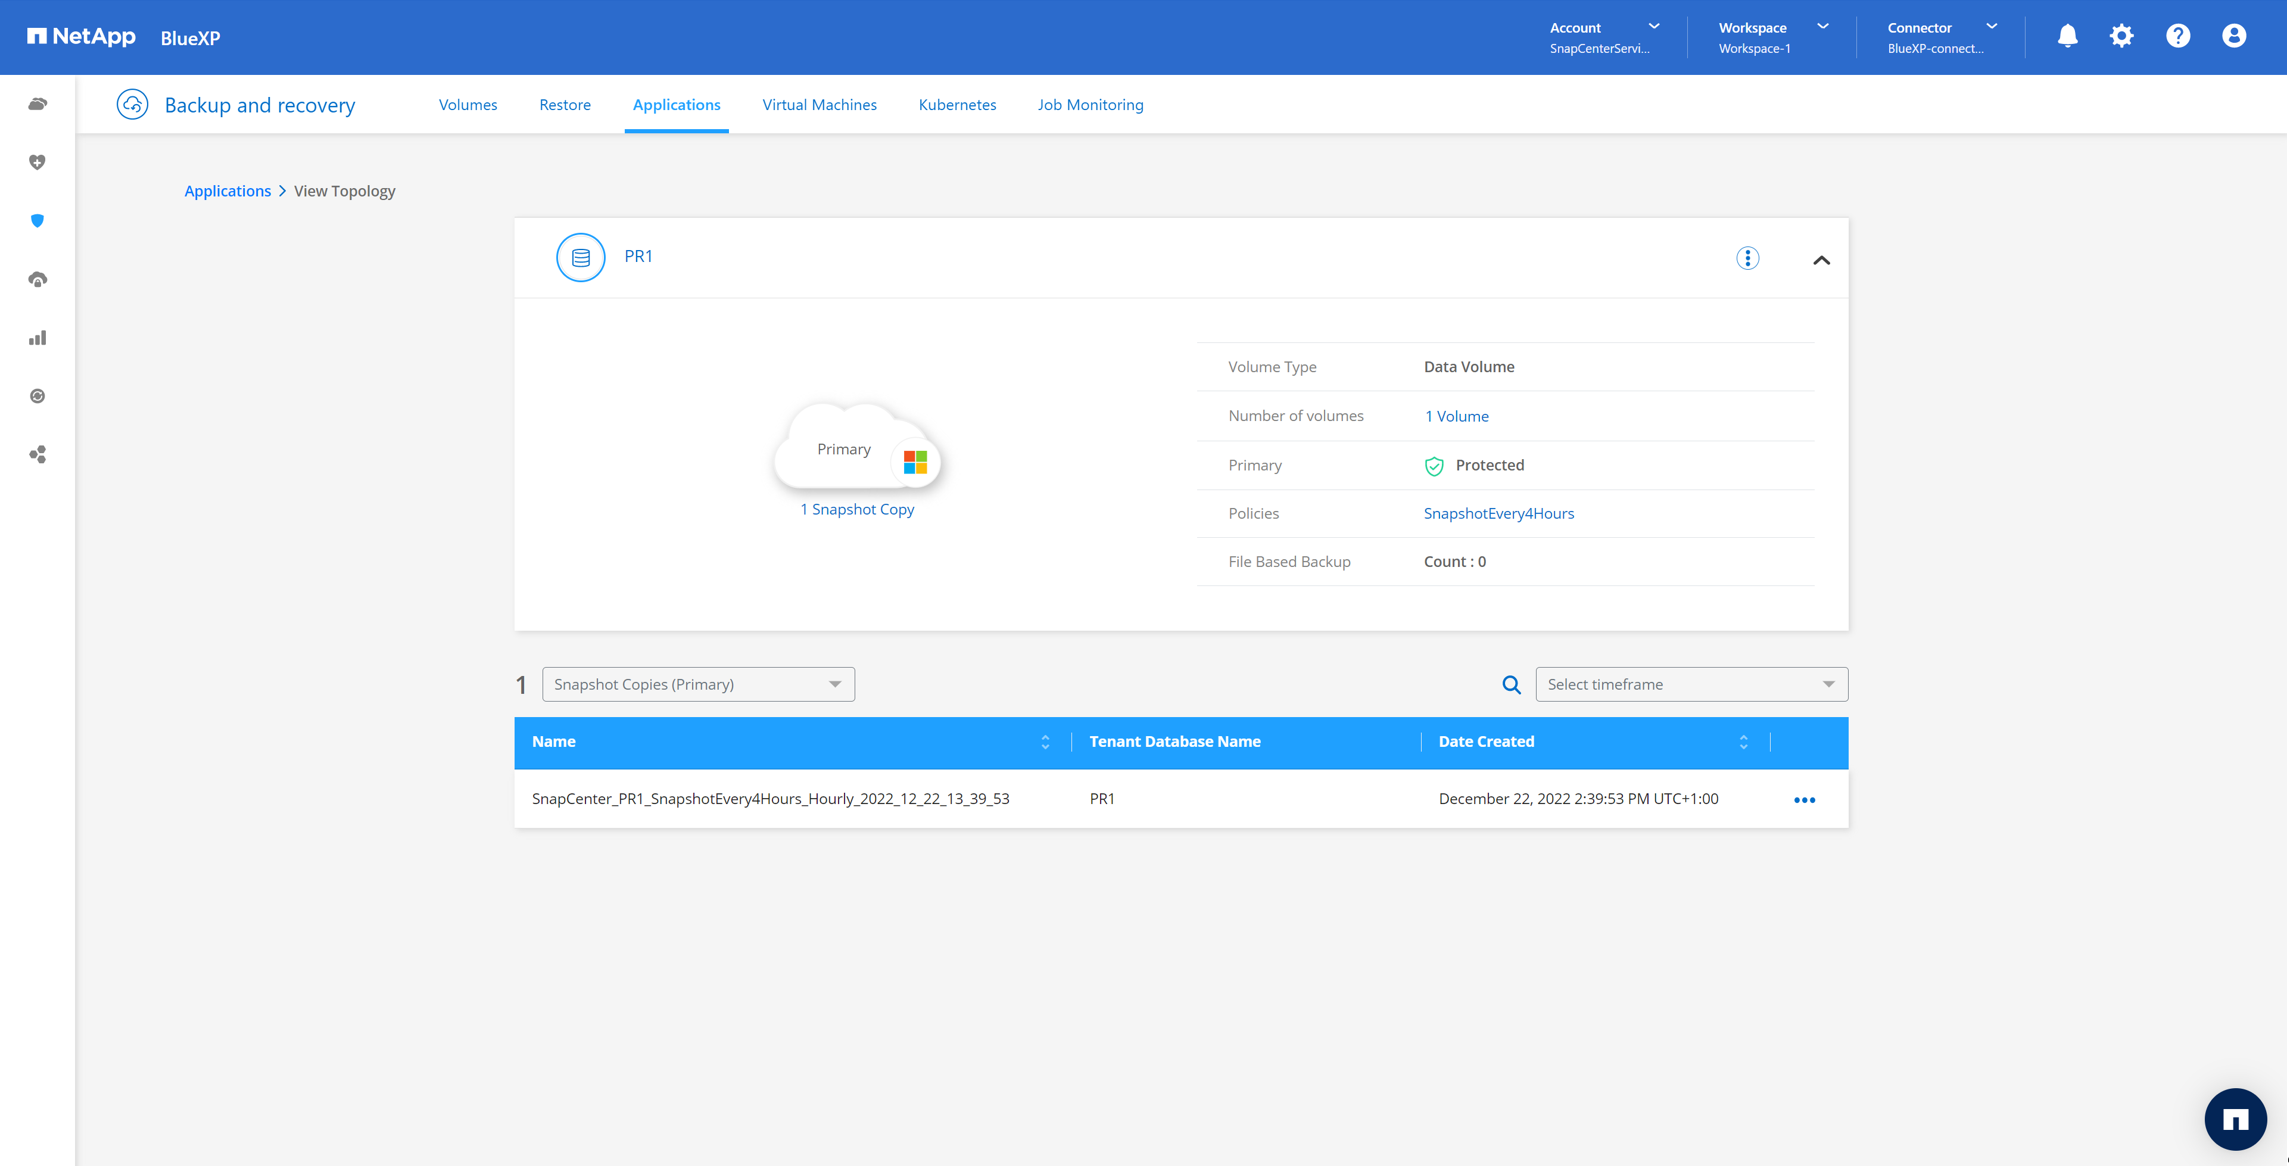 NetApp BlueXP
Account
SnapCenterServi...
Workspace
Workspace-1
Connector
BlueXP-connect...
Backup and recovery
Volumes
Restore
Applications
Virtual Machines
Kubernetes
Job Monitoring
Applications > View Topology
PR1
Primary
1 Snapshot Copy
Volume Type Data Volume
Number of volumes 1 Volume
Primary Protected
Policies SnapshotEvery4Hours
File Based Backup Count : 0
1 Snapshot Copies (Primary)
Select timeframe
Name Tenant Database Name Date Created
SnapCenter_PR1_SnapshotEvery4Hours_Hourly_2022_12_22_13_39_53 PR1 December 22, 2022 2:39:53 PM UTC+1:00